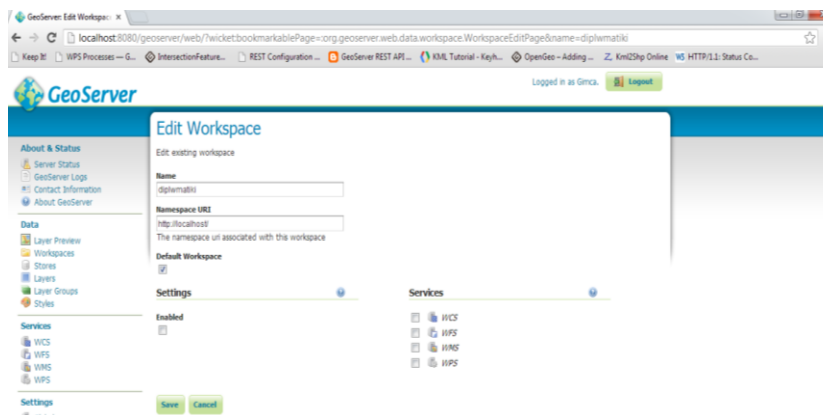 GeoServer: Edit Workspac
localhost:8080/geoserver/web/?wicket:bookmarkablePage=:org.geoserver.web.data.workspace.WorkspaceEditPage&name=diplwmatiki
Keep It!
WPS Processes — G...
IntersectionFeature...
REST Configuration ...
GeoServer REST API...
KML Tutorial - Keyh...
OpenGeo – Adding ...
Kml2Shp Online
HTTP/1.1: Status Co...
GeoServer
Logged in as Gimca.
Logout
About & Status
Server Status
GeoServer Logs
Contact Information
About GeoServer
Data
Layer Preview
Workspaces
Stores
Layers
Layer Groups
Styles
Services
WCS
WFS
WMS
WPS
Settings
Edit Workspace
Edit existing workspace
Name
diplwmatiki
Namespace URI
http://localhost/
The namespace uri associated with this workspace
Default Workspace
Settings
Enabled
Services
WCS
WFS
WMS
WPS
Save
Cancel